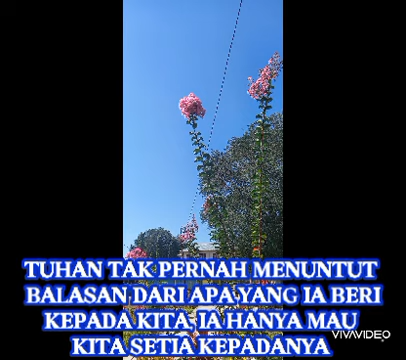 TUHAN TAK PERNAH MENUNTUT
BALASAN DARI APA YANG IA BERI
KEPADA KITA IA HANYA MAU
KITA SETIA KEPADANYA
VIVAVIDEO